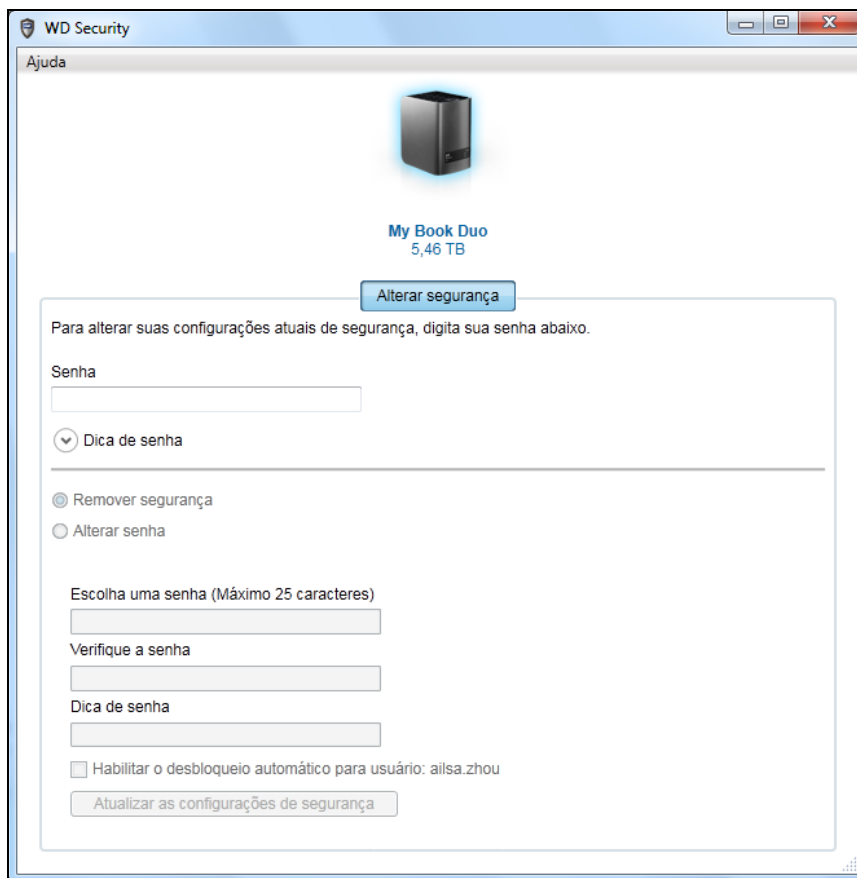 WD Security
Ajuda
My Book Duo
5,46 TB
Alterar segurança
Para alterar suas configurações atuais de segurança, digita sua senha abaixo.
Senha
Dica de senha
Remover segurança
Alterar senha
Escolha uma senha (Máximo 25 caracteres)
Verifique a senha
Dica de senha
Habilitar o desbloqueio automático para usuário: ailsa.zhou
Atualizar as configurações de segurança